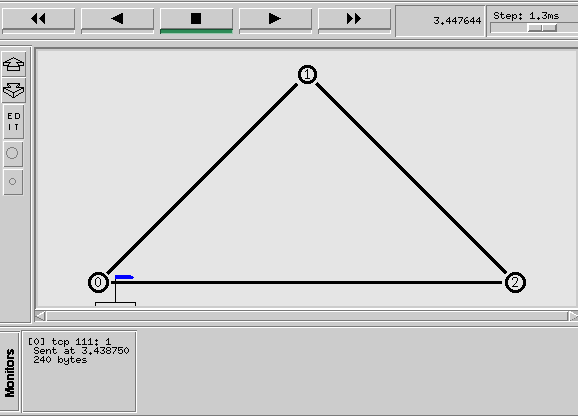 3.447644
Step: 1.3ms
ED
IT
1
0
2
Monitors
[0] tcp 111: 1
Sent at 3.438750
240 bytes